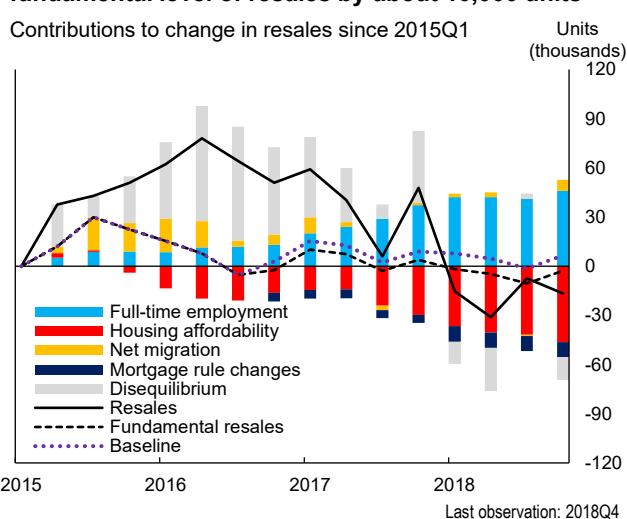 Contributions to change in resales since 2015Q1
Units
(thousands)
120
90
60
30
0
-30
-60
-90
-120
Full-time employment
Housing affordability
Net migration
Mortgage rule changes
Disequilibrium
Resales
Fundamental resales
Baseline
2015 2016 2017 2018
Last observation: 2018Q4